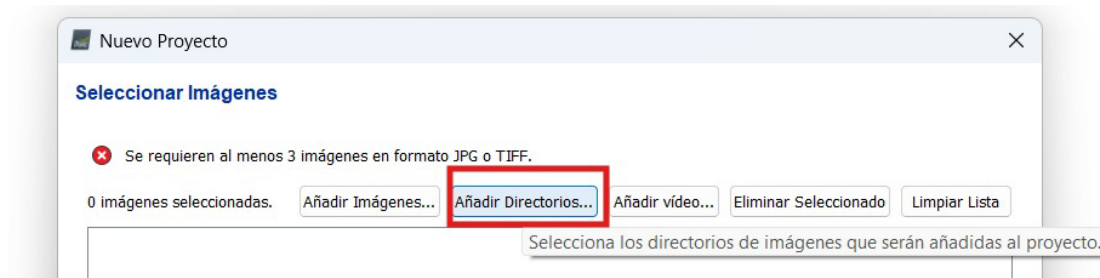 Nuevo Proyecto
Seleccionar Imágenes
Se requieren al menos 3 imágenes en formato JPG o TIFF.
0 imágenes seleccionadas. Añadir Imágenes... Añadir Directorios... Añadir vídeo... Eliminar Seleccionado Limpiar Lista
Selecciona los directorios de imágenes que serán añadidas al proyecto.